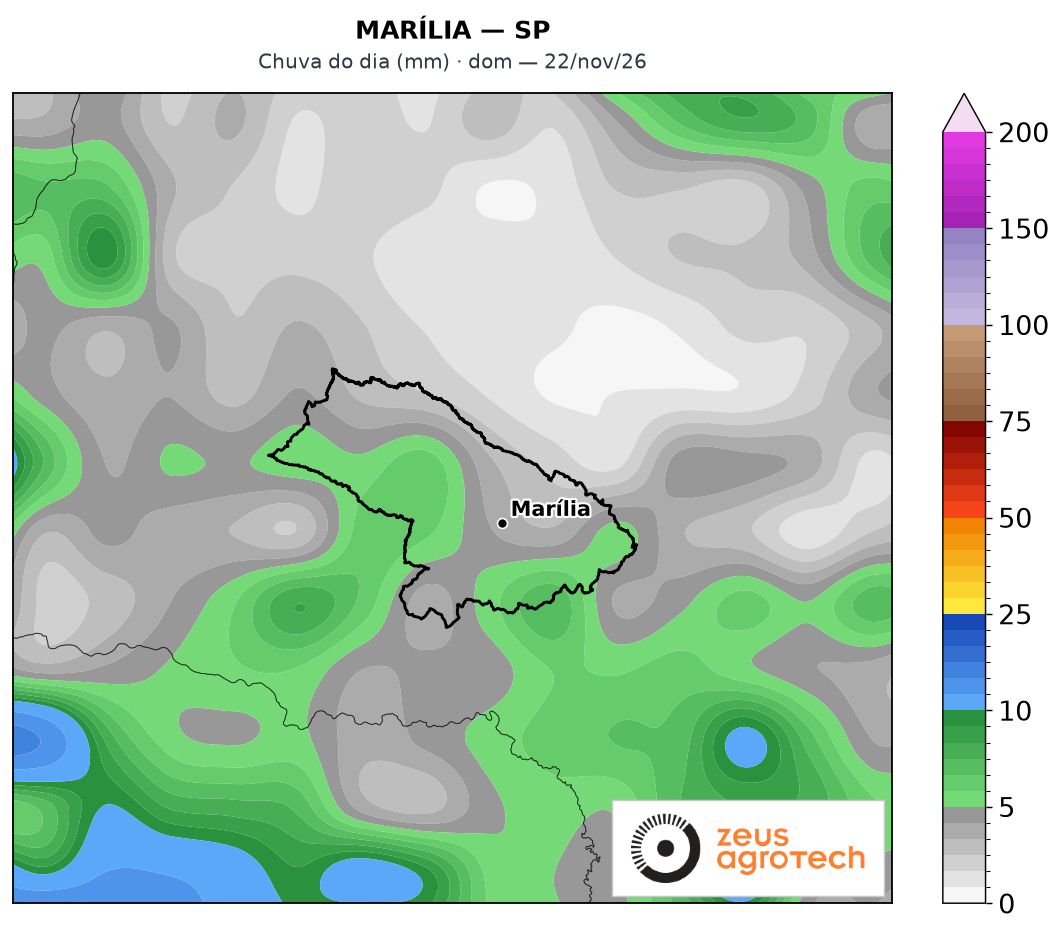 MARÍLIA — SP
Chuva do dia (mm) · dom — 22/nov/26
Marília
200
150
100
75
50
25
10
5
0
zeus
agrotech